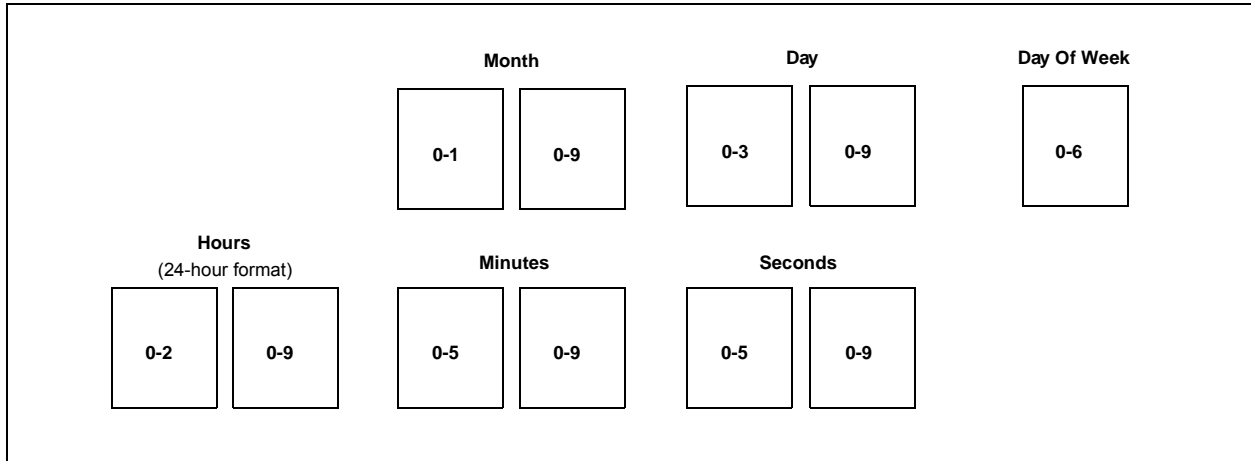 Month Day Day Of Week
0-1 0-9 0-3 0-9 0-6
Hours
(24-hour format) Minutes Seconds
0-2 0-9 0-5 0-9 0-5 0-9